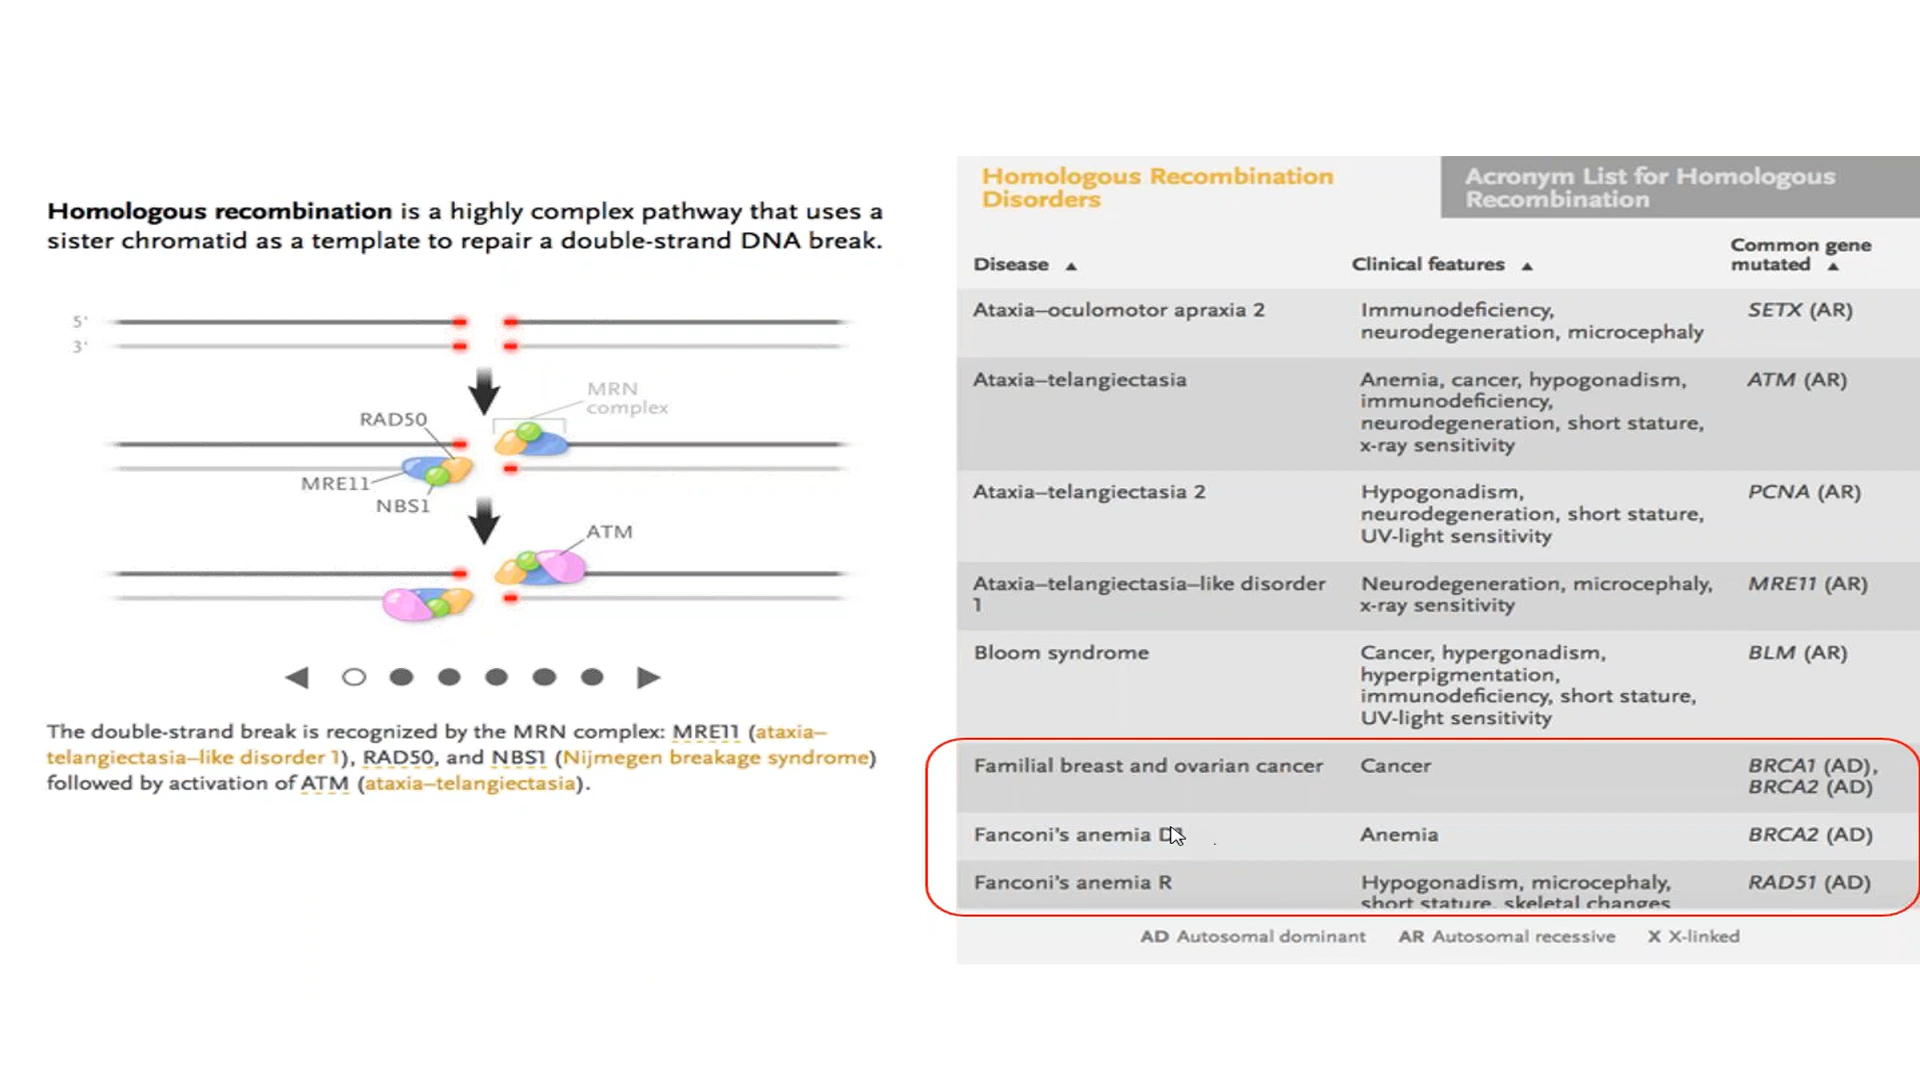 Homologous recombination is a highly complex pathway that uses a
sister chromatid as a template to repair a double-strand DNA break.
5'
3'
MRN
complex
RAD50
MRE11
NBS1
ATM
The double-strand break is recognized by the MRN complex: MRE11 (ataxia–
telangiectasia–like disorder 1), RAD50, and NBS1 (Nijmegen breakage syndrome)
followed by activation of ATM (ataxia–telangiectasia).
Homologous Recombination
Disorders
Acronym List for Homologous
Recombination
Disease ▲
Clinical features ▲
Common gene
mutated ▲
Ataxia–oculomotor apraxia 2
Immunodeficiency,
neurodegeneration, microcephaly
SETX (AR)
Ataxia–telangiectasia
Anemia, cancer, hypogonadism,
immunodeficiency,
neurodegeneration, short stature,
x-ray sensitivity
ATM (AR)
Ataxia–telangiectasia 2
Hypogonadism,
neurodegeneration, short stature,
UV-light sensitivity
PCNA (AR)
Ataxia–telangiectasia–like disorder
1
Neurodegeneration, microcephaly,
x-ray sensitivity
MRE11 (AR)
Bloom syndrome
Cancer, hypergonadism,
hyperpigmentation,
immunodeficiency, short stature,
UV-light sensitivity
BLM (AR)
Familial breast and ovarian cancer
Cancer
BRCA1 (AD),
BRCA2 (AD)
Fanconi's anemia
Anemia
BRCA2 (AD)
Fanconi's anemia R
Hypogonadism, microcephaly,
short stature, skeletal changes
RAD51 (AD)
AD Autosomal dominant AR Autosomal recessive X X-linked